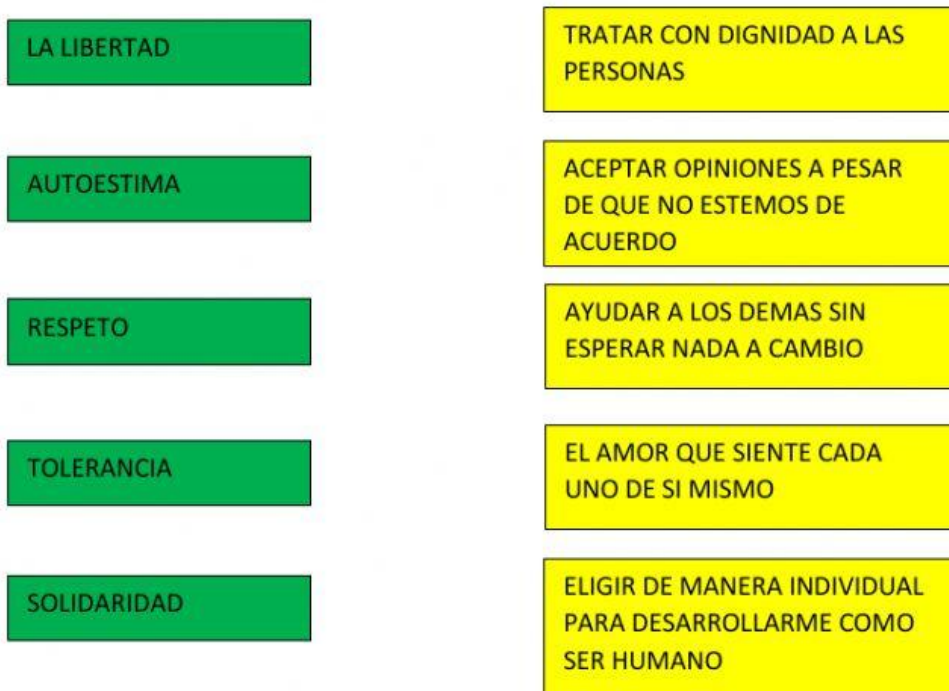 LA LIBERTAD
TRATAR CON DIGNIDAD A LAS
PERSONAS
AUTOESTIMA
ACEPTAR OPINIONES A PESAR
DE QUE NO ESTEMOS DE
ACUERDO
RESPETO
AYUDAR A LOS DEMAS SIN
ESPERAR NADA A CAMBIO
TOLERANCIA
EL AMOR QUE SIENTE CADA
UNO DE SI MISMO
SOLIDARIDAD
ELIGIR DE MANERA INDIVIDUAL
PARA DESARROLLARME COMO
SER HUMANO